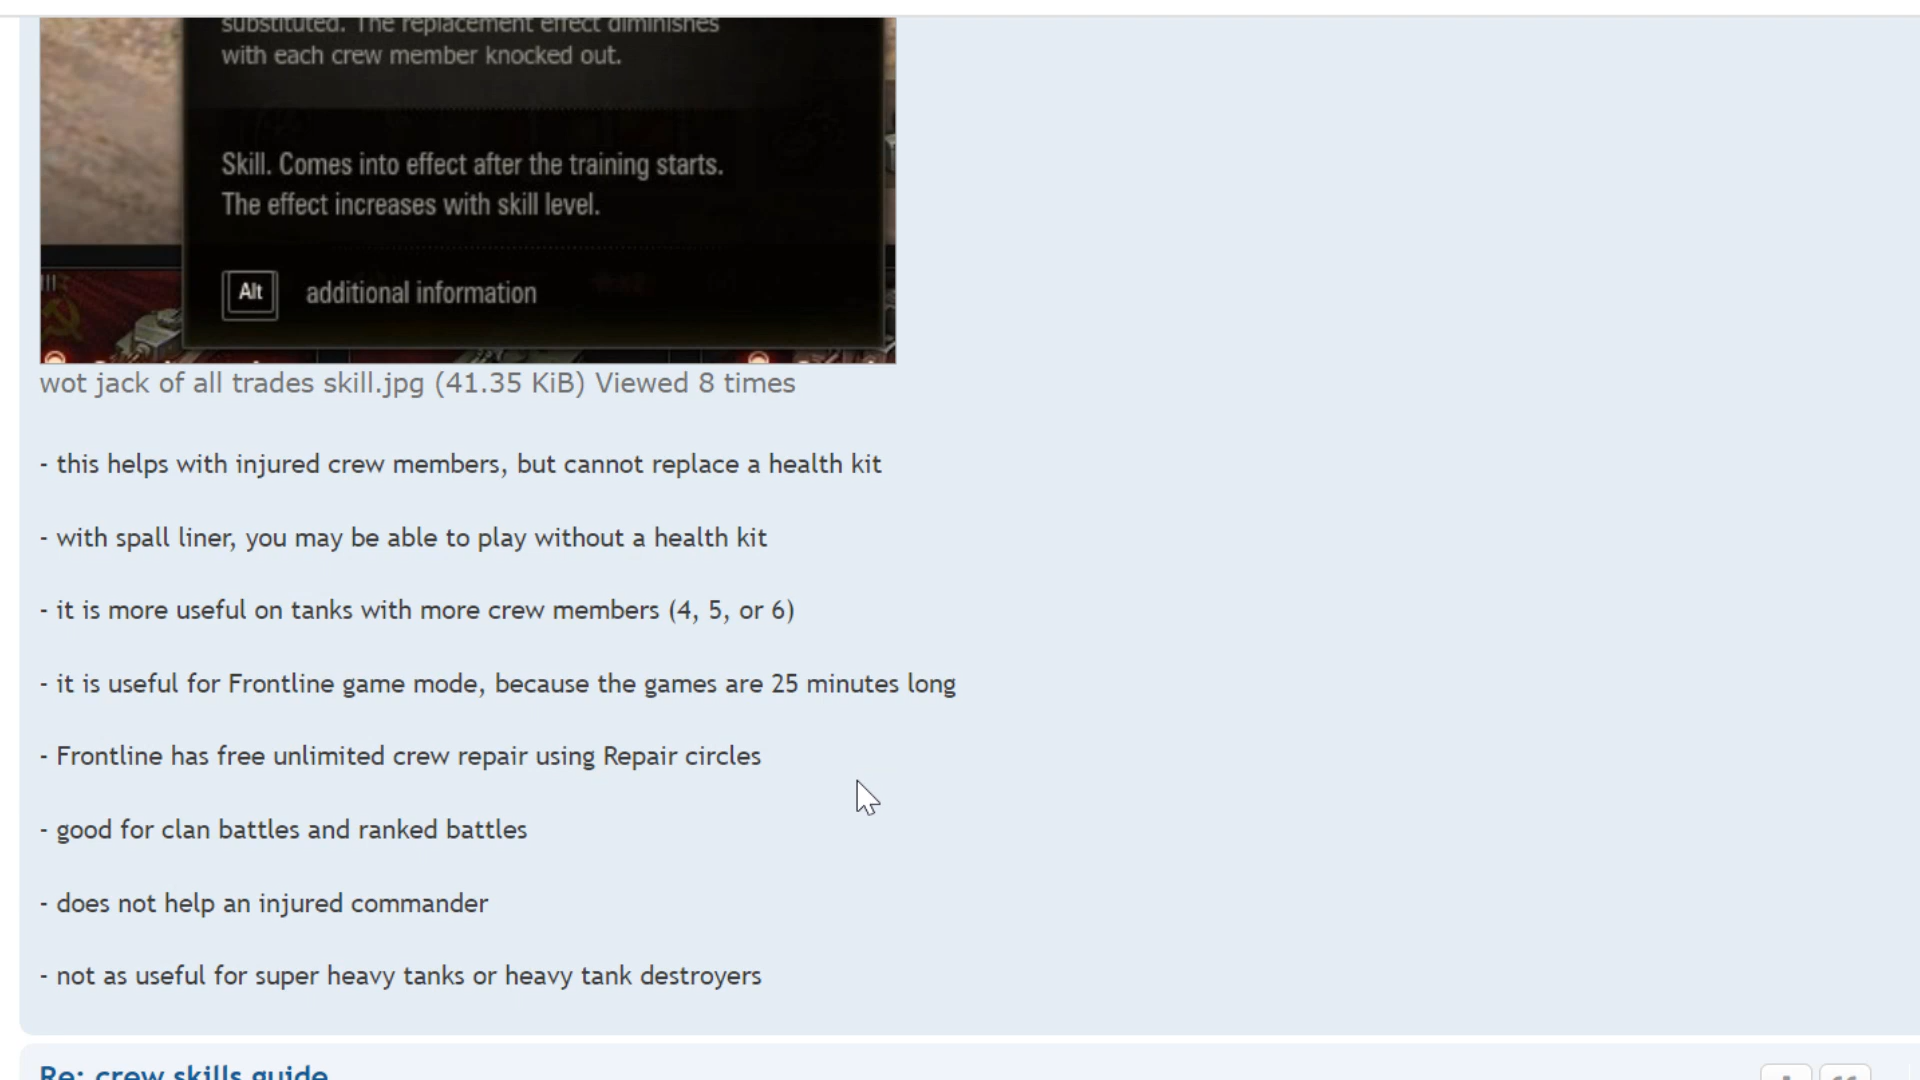 substituted. The replacement effect diminishes
with each crew member knocked out.
Skill. Comes into effect after the training starts.
The effect increases with skill level.
Alt additional information
III
wot jack of all trades skill.jpg (41.35 KiB) Viewed 8 times
- this helps with injured crew members, but cannot replace a health kit
- with spall liner, you may be able to play without a health kit
- it is more useful on tanks with more crew members (4, 5, or 6)
- it is useful for Frontline game mode, because the games are 25 minutes long
- Frontline has free unlimited crew repair using Repair circles
- good for clan battles and ranked battles
- does not help an injured commander
- not as useful for super heavy tanks or heavy tank destroyers
Re: crew skills guide